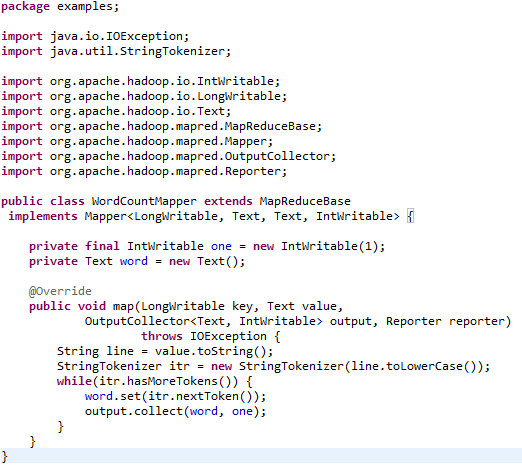 package examples;

import java.io.IOException;
import java.util.StringTokenizer;

import org.apache.hadoop.io.IntWritable;
import org.apache.hadoop.io.LongWritable;
import org.apache.hadoop.io.Text;
import org.apache.hadoop.mapred.MapReduceBase;
import org.apache.hadoop.mapred.Mapper;
import org.apache.hadoop.mapred.OutputCollector;
import org.apache.hadoop.mapred.Reporter;

public class WordCountMapper extends MapReduceBase
 implements Mapper<LongWritable, Text, Text, IntWritable> {

    private final IntWritable one = new IntWritable(1);
    private Text word = new Text();

    @Override
    public void map(LongWritable key, Text value,
            OutputCollector<Text, IntWritable> output, Reporter reporter)
                    throws IOException {
        String line = value.toString();
        StringTokenizer itr = new StringTokenizer(line.toLowerCase());
        while(itr.hasMoreTokens()) {
            word.set(itr.nextToken());
            output.collect(word, one);
        }
    }
}